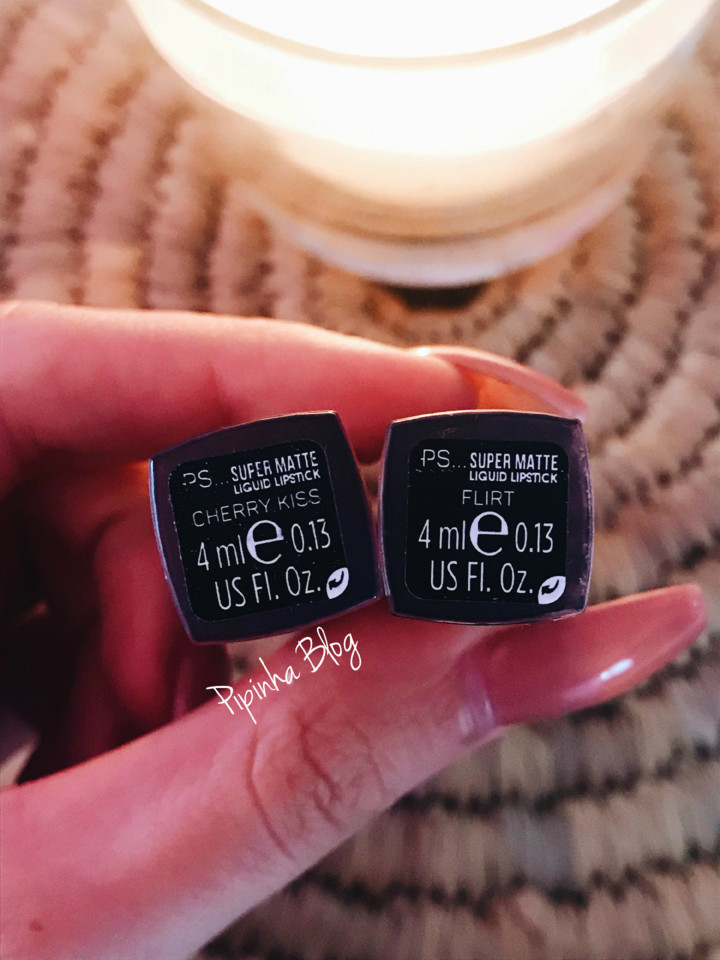 PS... SUPER MATTE
LIQUID LIPSTICK
CHERRY KISS
4 ml e 0.13
US Fl. Oz.
PS... SUPER MATTE
LIQUID LIPSTICK
FLIRT
4 ml e 0.13
US Fl. Oz.
Pipinha Blog